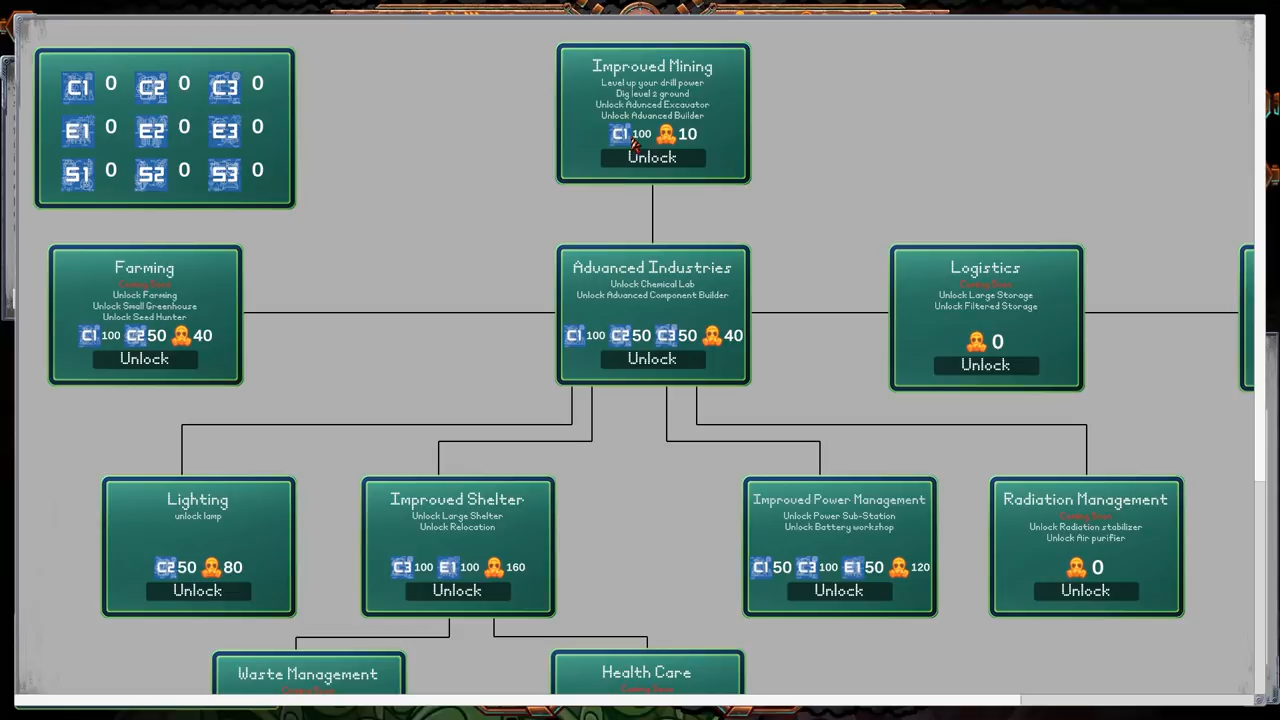 C1 0 C2 0 C3 0
E1 0 E2 0 E3 0
S1 0 S2 0 S3 0
Improved Mining
Level up your drill power
Dig level 2 ground
Unlock Advnced Excavator
Unlock Advanced Builder
C1 100 10
Unlock
Farming
Coming Soon
Unlock Farming
Unlock Small Greenhouse
Unlock Seed Hunter
C1 100 C2 50 40
Unlock
Advanced Industries
Unlock Chemical Lab
Unlock Advanced Component Builder
C1 100 C2 50 C3 50 40
Unlock
Logistics
Coming Soon
Unlock Large Storage
Unlock Filtered Storage
0
Unlock
Lighting
unlock lamp
C2 50 80
Unlock
Improved Shelter
Unlock Large Shelter
Unlock Relocation
C3 100 E1 100 160
Unlock
Improved Power Management
Unlock Power Sub-Station
Unlock Battery workshop
C1 50 C3 100 E1 50 120
Unlock
Radiation Management
Coming Soon
Unlock Radiation stabilizer
Unlock Air purifier
0
Unlock
Waste Management
Coming Soon
Health Care
Coming Soon